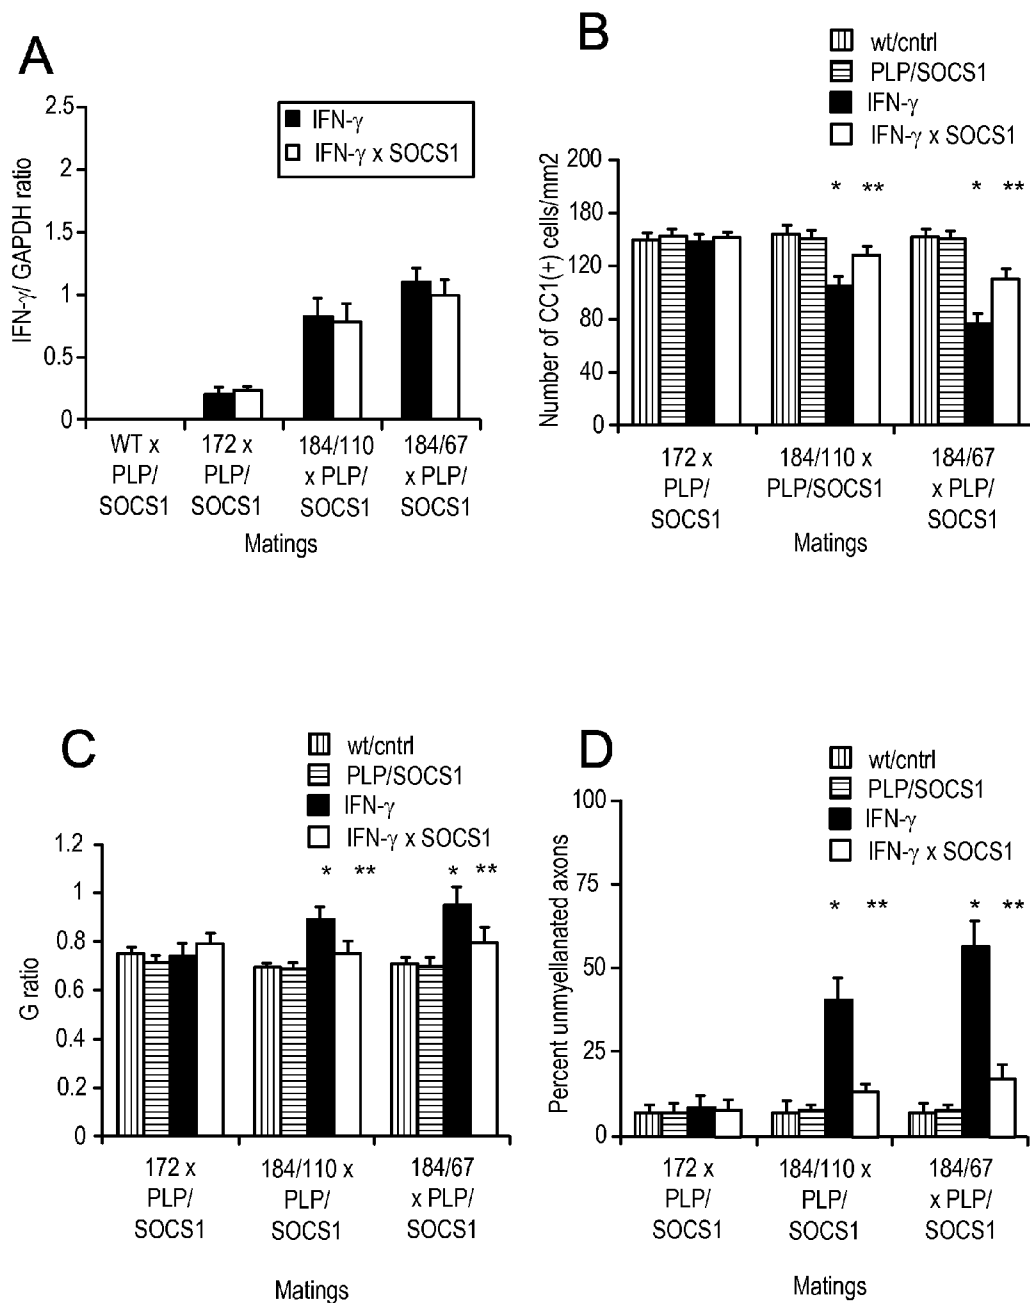 A
IFN-γ
IFN-γ x SOCS1
2.5
2
1.5
1
0.5
0
IFN-γ/ GAPDH ratio
WT x
PLP/
SOCS1
172 x
PLP/
SOCS1
184/110
x PLP/
SOCS1
184/67
x PLP/
SOCS1
Matings
B
wt/cntrl
PLP/SOCS1
IFN-γ
IFN-γ x SOCS1
200
180
120
80
40
0
Number of CC1(+) cells/mm2
* ** * **
172 x
PLP/
SOCS1
184/110 x
PLP/SOCS1
184/67
x PLP/
SOCS1
Matings
C
wt/cntrl
PLP/SOCS1
IFN-γ
IFN-γ x SOCS1
1.2
1
0.8
0.6
0.4
0.2
0
G ratio
* ** * **
172 x
PLP/
SOCS1
184/110 x
PLP/
SOCS1
184/67
x PLP/
SOCS1
Matings
D
wt/cntrl
PLP/SOCS1
IFN-γ
IFN-γ x SOCS1
100
75
50
25
0
Percent unmyellanated axons
* ** * **
172 x
PLP/
SOCS1
184/110 x
PLP/
SOCS1
184/67
x PLP/
SOCS1
Matings